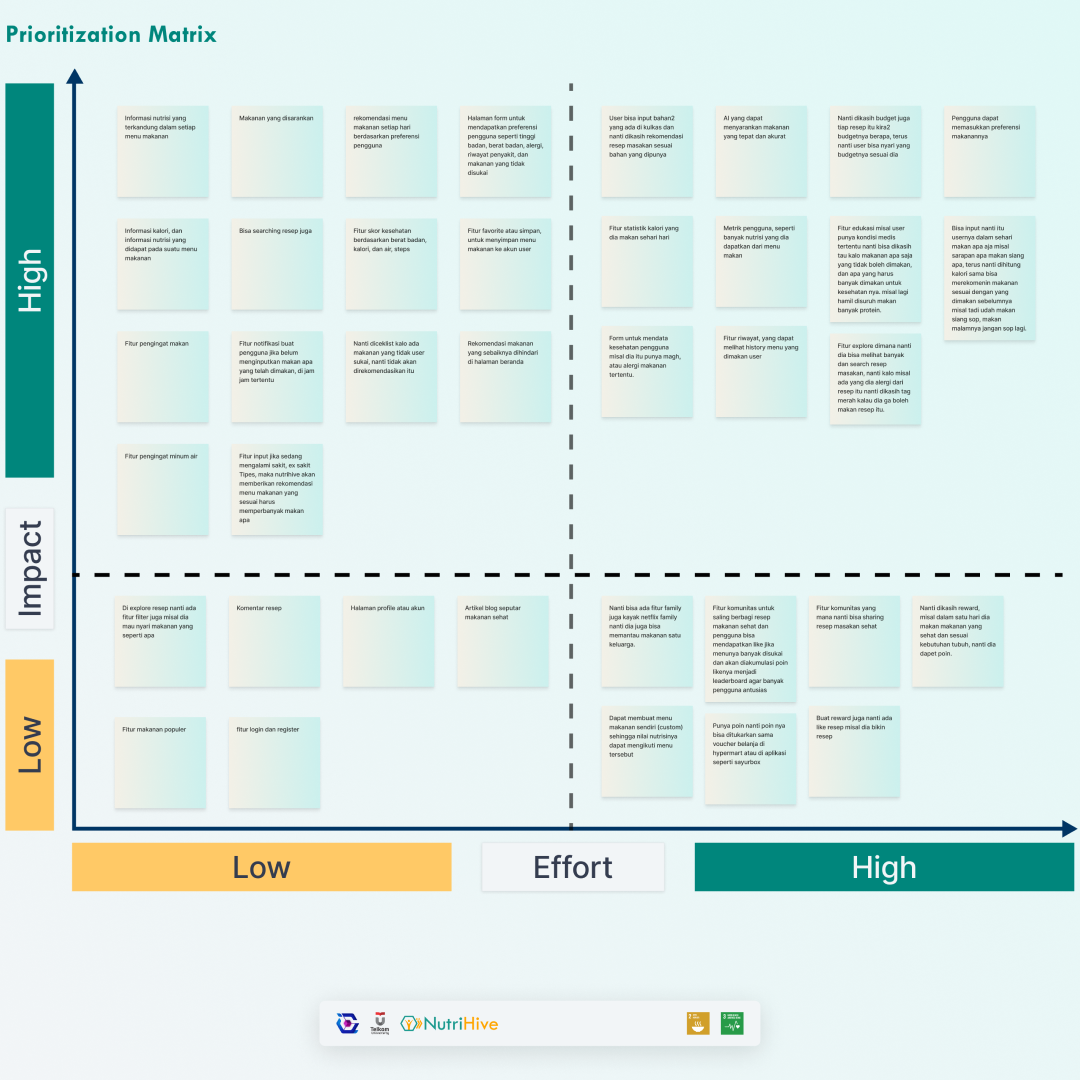 Prioritization Matrix
High
Informasi nutrisi yang
terkandung dalam setiap
menu makanan
Makanan yang disarankan
rekomendasi menu
makanan setiap hari
berdasarkan preferensi
pengguna
Halaman form untuk
mendapatkan preferensi
pengguna seperti tinggi
badan, berat badan, alergi,
riwayat penyakit, dan
makanan yang tidak
disukai
User bisa input bahan2
yang ada di kulkas dan
nanti dikasih rekomendasi
resep masakan sesuai
bahan yang dipunya
AI yang dapat
menyarankan makanan
yang tepat dan akurat
Nanti dikasih budget juga
tiap resep itu kira2
budgetnya berapa, terus
nanti user bisa nyari yang
budgetnya sesuai dia
Pengguna dapat
memasukkan preferensi
makanannya
Informasi kalori, dan
informasi nutrisi yang
didapat pada suatu menu
makanan
Bisa searching resep juga
Fitur skor kesehatan
berdasarkan berat badan,
kalori, dan air, steps
Fitur favorite atau simpan,
untuk menyimpan menu
makanan ke akun user
Fitur statistik kalori yang
dia makan sehari hari
Metrik pengguna, seperti
banyak nutrisi yang dia
dapatkan dari menu
makan
Fitur edukasi misal user
punya kondisi medis
tertentu nanti bisa dikasih
tau kalo makanan apa saja
yang tidak boleh dimakan,
dan apa yang harus
banyak dimakan untuk
kesehatan nya. misal lagi
hamil disuruh makan
banyak protein.
Bisa input nanti itu
usernya dalam sehari
makan apa aja misal
sarapan apa makan siang
apa, terus nanti dihitung
kalori sama bisa
merekomenin makanan
sesuai dengan yang
dimakan sebelumnya
misal tadi udah makan
siang sop, makan
malamnya jangan sop lagi.
Fitur pengingat makan
Fitur notifikasi buat
pengguna jika belum
menginputkan makan apa
yang telah dimakan, di jam
jam tertentu
Nanti diceklist kalo ada
makanan yang tidak user
sukai, nanti tidak akan
direkomendasikan itu
Rekomendasi makanan
yang sebaiknya dihindari
di halaman beranda
Form untuk mendata
kesehatan pengguna
misal dia itu punya magh,
atau alergi makanan
tertentu.
Fitur riwayat, yang dapat
melihat history menu yang
dimakan user
Fitur explore dimana nanti
dia bisa melihat banyak
dan search resep
masakan, nanti kalo misal
ada yang dia alergi dari
resep itu nanti dikasih tag
merah kalau dia ga boleh
makan resep itu.
Fitur pengingat minum air
Fitur input jika sedang
mengalami sakit, ex sakit
Tipes, maka nutrihive akan
memberikan rekomendasi
menu makanan yang
sesuai harus
memperbanyak makan
apa
Impact
Low
Di explore resep nanti ada
fitur filter juga misal dia
mau nyari makanan yang
seperti apa
Komentar resep
Halaman profile atau akun
Artikel blog seputar
makanan sehat
Nanti bisa ada fitur family
juga kayak netflix family
nanti dia juga bisa
memantau makanan satu
keluarga.
Fitur komunitas untuk
saling berbagi resep
makanan sehat dan
pengguna bisa
mendapatkan like jika
menunya banyak disukai
dan akan diakumulasi poin
likenya menjadi
leaderboard agar banyak
pengguna antusias
Fitur komunitas yang
mana nanti bisa sharing
resep masakan sehat
Nanti dikasih reward,
misal dalam satu hari dia
makan makanan yang
sehat dan sesuai
kebutuhan tubuh, nanti dia
dapet poin.
Fitur makanan populer
fitur login dan register
Dapat membuat menu
makanan sendiri (custom)
sehingga nilai nutrisinya
dapat mengikuti menu
tersebut
Punya poin nanti poin nya
bisa ditukarkan sama
voucher belanja di
hypermart atau di aplikasi
seperti sayurbox
Buat reward juga nanti ada
like resep misal dia bikin
resep
Low
Effort
High
Telkom
University
NutriHive